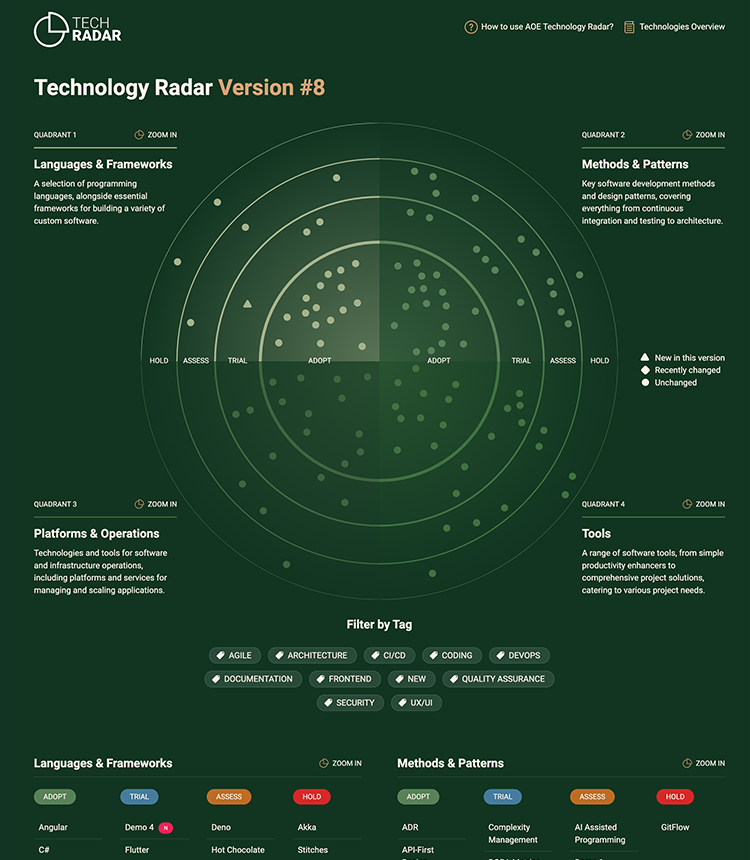 TECH
RADAR
How to use AOE Technology Radar?
Technologies Overview
Technology Radar Version #8
QUADRANT 1
ZOOM IN
Languages & Frameworks
A selection of programming
languages, alongside essential
frameworks for building a variety of
custom software.
QUADRANT 2
ZOOM IN
Methods & Patterns
Key software development methods
and design patterns, covering
everything from continuous
integration and testing to architecture.
HOLD
ASSESS
TRIAL
ADOPT
ADOPT
TRIAL
ASSESS
HOLD
New in this version
Recently changed
Unchanged
QUADRANT 3
ZOOM IN
Platforms & Operations
Technologies and tools for software
and infrastructure operations,
including platforms and services for
managing and scaling applications.
QUADRANT 4
ZOOM IN
Tools
A range of software tools, from simple
productivity enhancers to
comprehensive project solutions,
catering to various project needs.
Filter by Tag
AGILE
ARCHITECTURE
CI/CD
CODING
DEVOPS
DOCUMENTATION
FRONTEND
NEW
QUALITY ASSURANCE
SECURITY
UX/UI
Languages & Frameworks
ZOOM IN
ADOPT
TRIAL
ASSESS
HOLD
Angular
Demo 4 N
Deno
Akka
C#
Flutter
Hot Chocolate
Stitches
Methods & Patterns
ZOOM IN
ADOPT
TRIAL
ASSESS
HOLD
ADR
Complexity
Management
AI Assisted
Programming
GitFlow
API-First